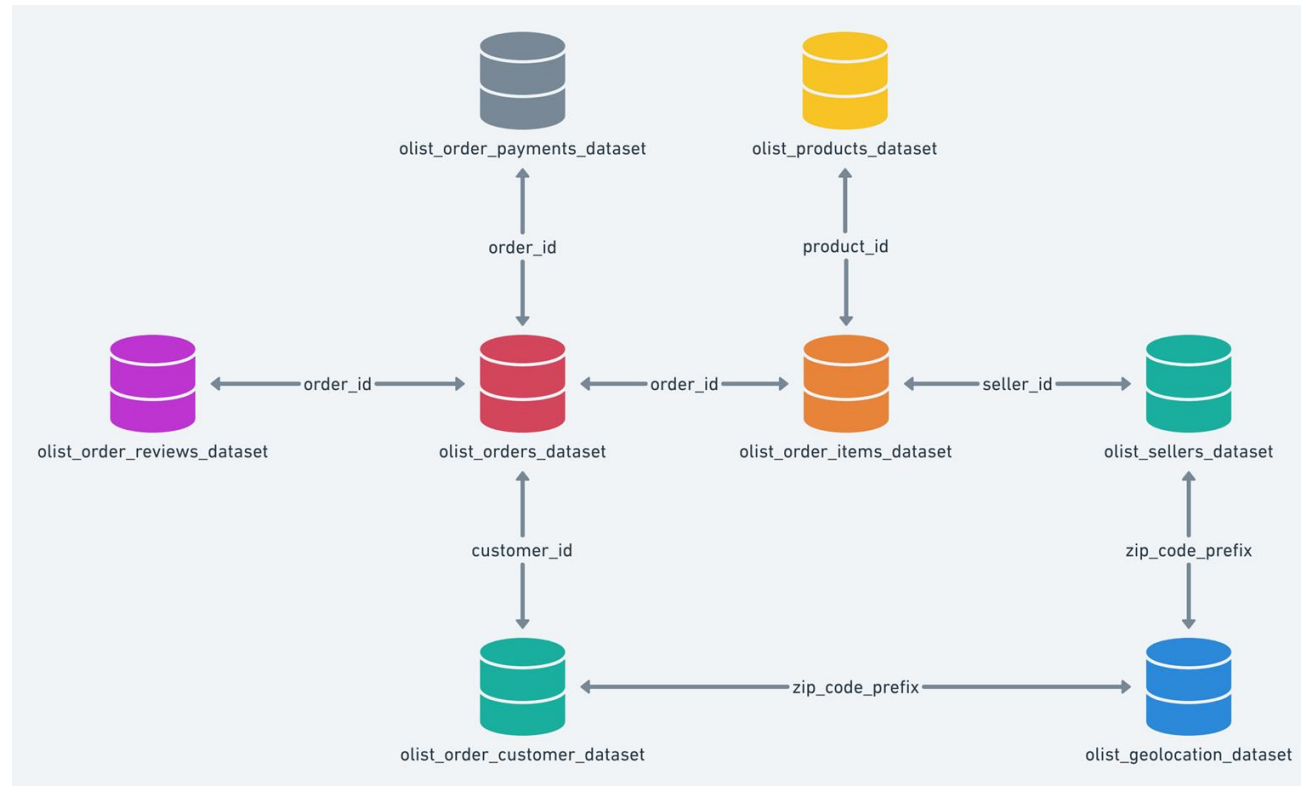 olist_order_payments_dataset
olist_products_dataset
order_id
product_id
order_id
order_id
seller_id
olist_order_reviews_dataset
olist_orders_dataset
olist_order_items_dataset
olist_sellers_dataset
customer_id
zip_code_prefix
zip_code_prefix
olist_order_customer_dataset
olist_geolocation_dataset